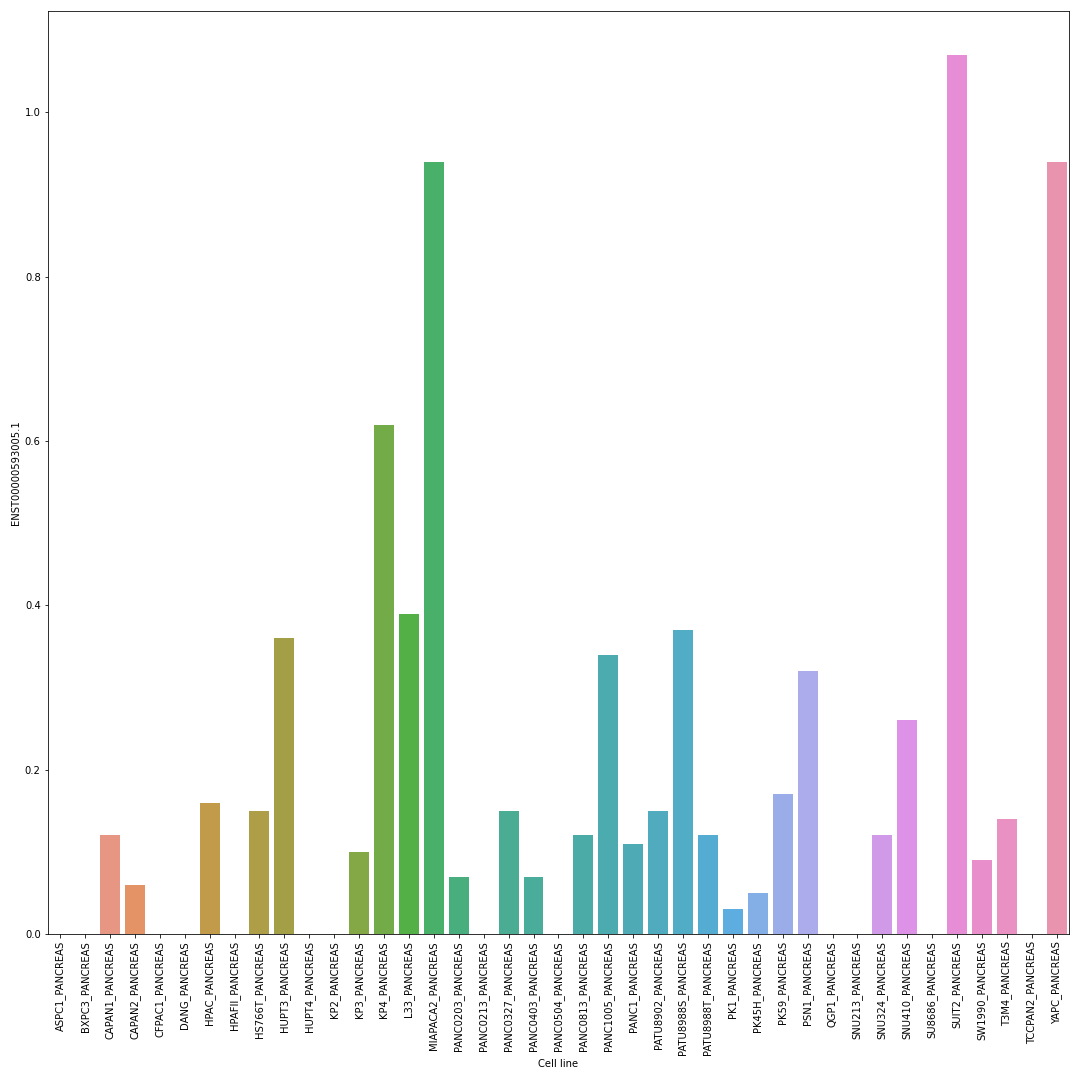 ENST00000593005.1
1.0
0.8
0.6
0.4
0.2
0.0
ASPC1_PANCREAS
BXPC3_PANCREAS
CAPAN1_PANCREAS
CAPAN2_PANCREAS
CFPAC1_PANCREAS
DANG_PANCREAS
HPAC_PANCREAS
HPAFII_PANCREAS
HS766T_PANCREAS
HUPT3_PANCREAS
HUPT4_PANCREAS
KP2_PANCREAS
KP3_PANCREAS
KP4_PANCREAS
L33_PANCREAS
MIAPACA2_PANCREAS
PANC0203_PANCREAS
PANC0213_PANCREAS
PANC0327_PANCREAS
PANC0403_PANCREAS
PANC0504_PANCREAS
PANC0813_PANCREAS
PANC1005_PANCREAS
PANC1_PANCREAS
PATU8902_PANCREAS
PATU8988S_PANCREAS
PATU8988T_PANCREAS
PK1_PANCREAS
PK45H_PANCREAS
PK59_PANCREAS
PSN1_PANCREAS
QGP1_PANCREAS
SNU213_PANCREAS
SNU324_PANCREAS
SNU410_PANCREAS
SU8686_PANCREAS
SUIT2_PANCREAS
SW1990_PANCREAS
T3M4_PANCREAS
TCCPAN2_PANCREAS
YAPC_PANCREAS
Cell line